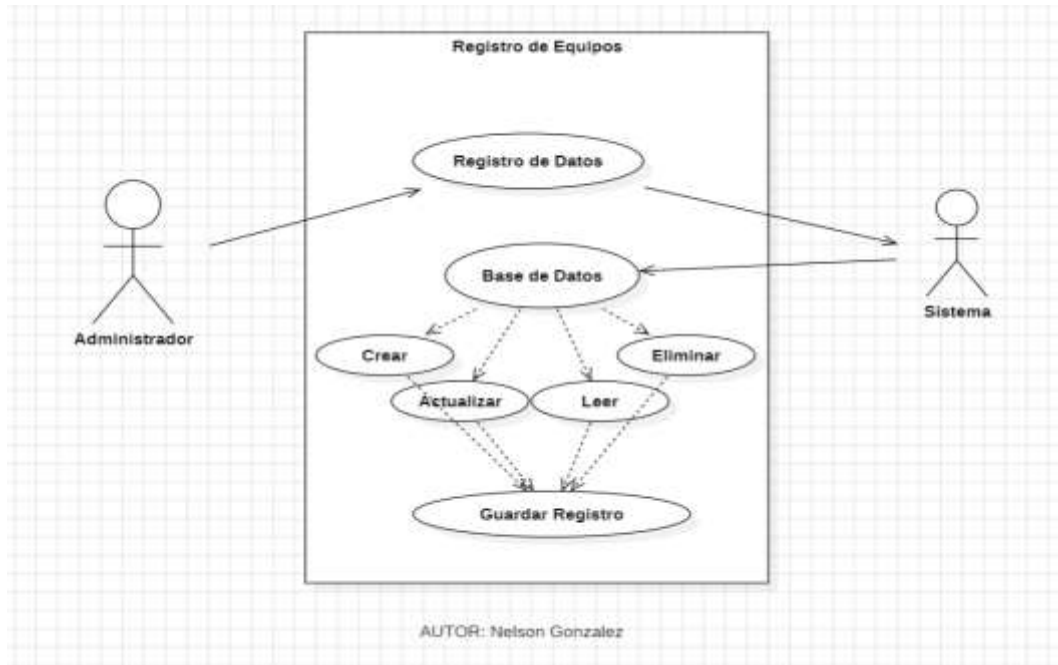 Registro de Equipos
Registro de Datos
Base de Datos
Administrador
Sistema
Crear
Eliminar
Actualizar
Leer
Guardar Registro
AUTOR: Nelson Gonzalez